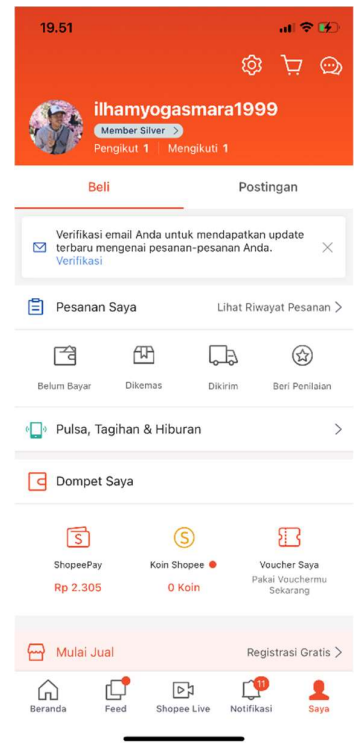 19.51
ilhamyogasmara1999
Member Silver >
Pengikut 1 | Mengikuti 1
Beli
Postingan
Verifikasi email Anda untuk mendapatkan update
terbaru mengenai pesanan-pesanan Anda.
Verifikasi
Pesanan Saya
Lihat Riwayat Pesanan >
Belum Bayar
Dikemas
Dikirim
Beri Penilaian
Pulsa, Tagihan & Hiburan >
Dompet Saya
ShopeePay
Rp 2.305
Koin Shopee
0 Koin
Voucher Saya
Pakai Vouchermu
Sekarang
Mulai Jual
Registrasi Gratis >
Beranda
Feed
Shopee Live
11
Notifikasi
Saya